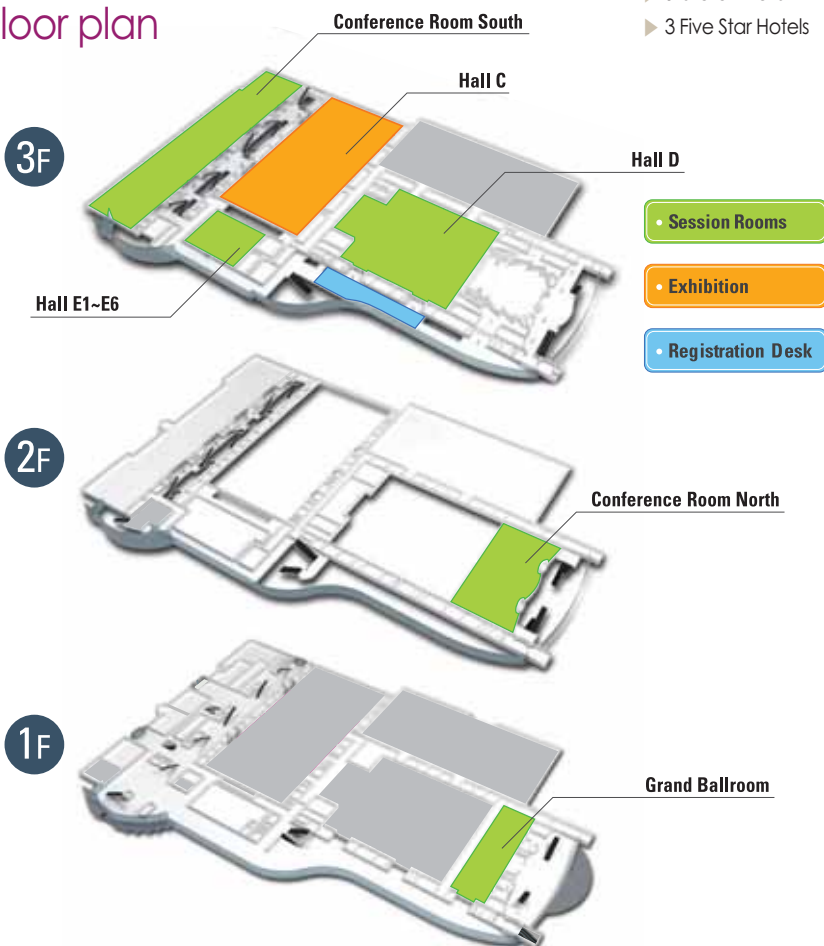 loor plan
▶ 3 Five Star Hotels
Conference Room South
Hall C
3F
Hall D
• Session Rooms
• Exhibition
Hall E1~E6
• Registration Desk
2F
Conference Room North
1F
Grand Ballroom